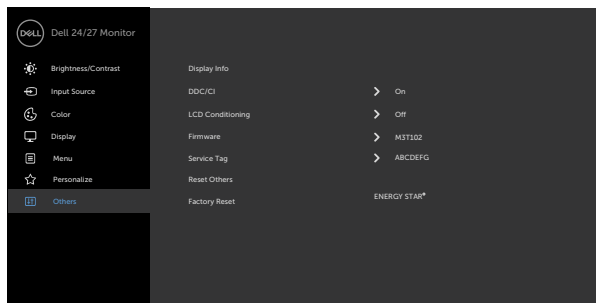 DELL Dell 24/27 Monitor
Brightness/Contrast Display Info
Input Source DDC/CI On
Color LCD Conditioning Off
Display Firmware M3T102
Menu Service Tag ABCDEFG
Personalize Reset Others
Others Factory Reset ENERGY STAR®